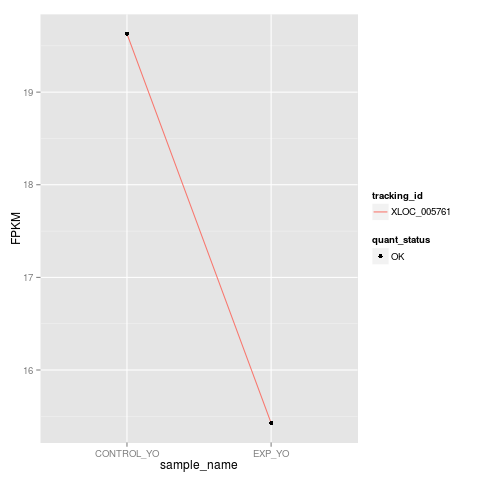 19
18
17
16
FPKM
CONTROL_YO EXP_YO
sample_name
tracking_id
XLOC_005761
quant_status
OK